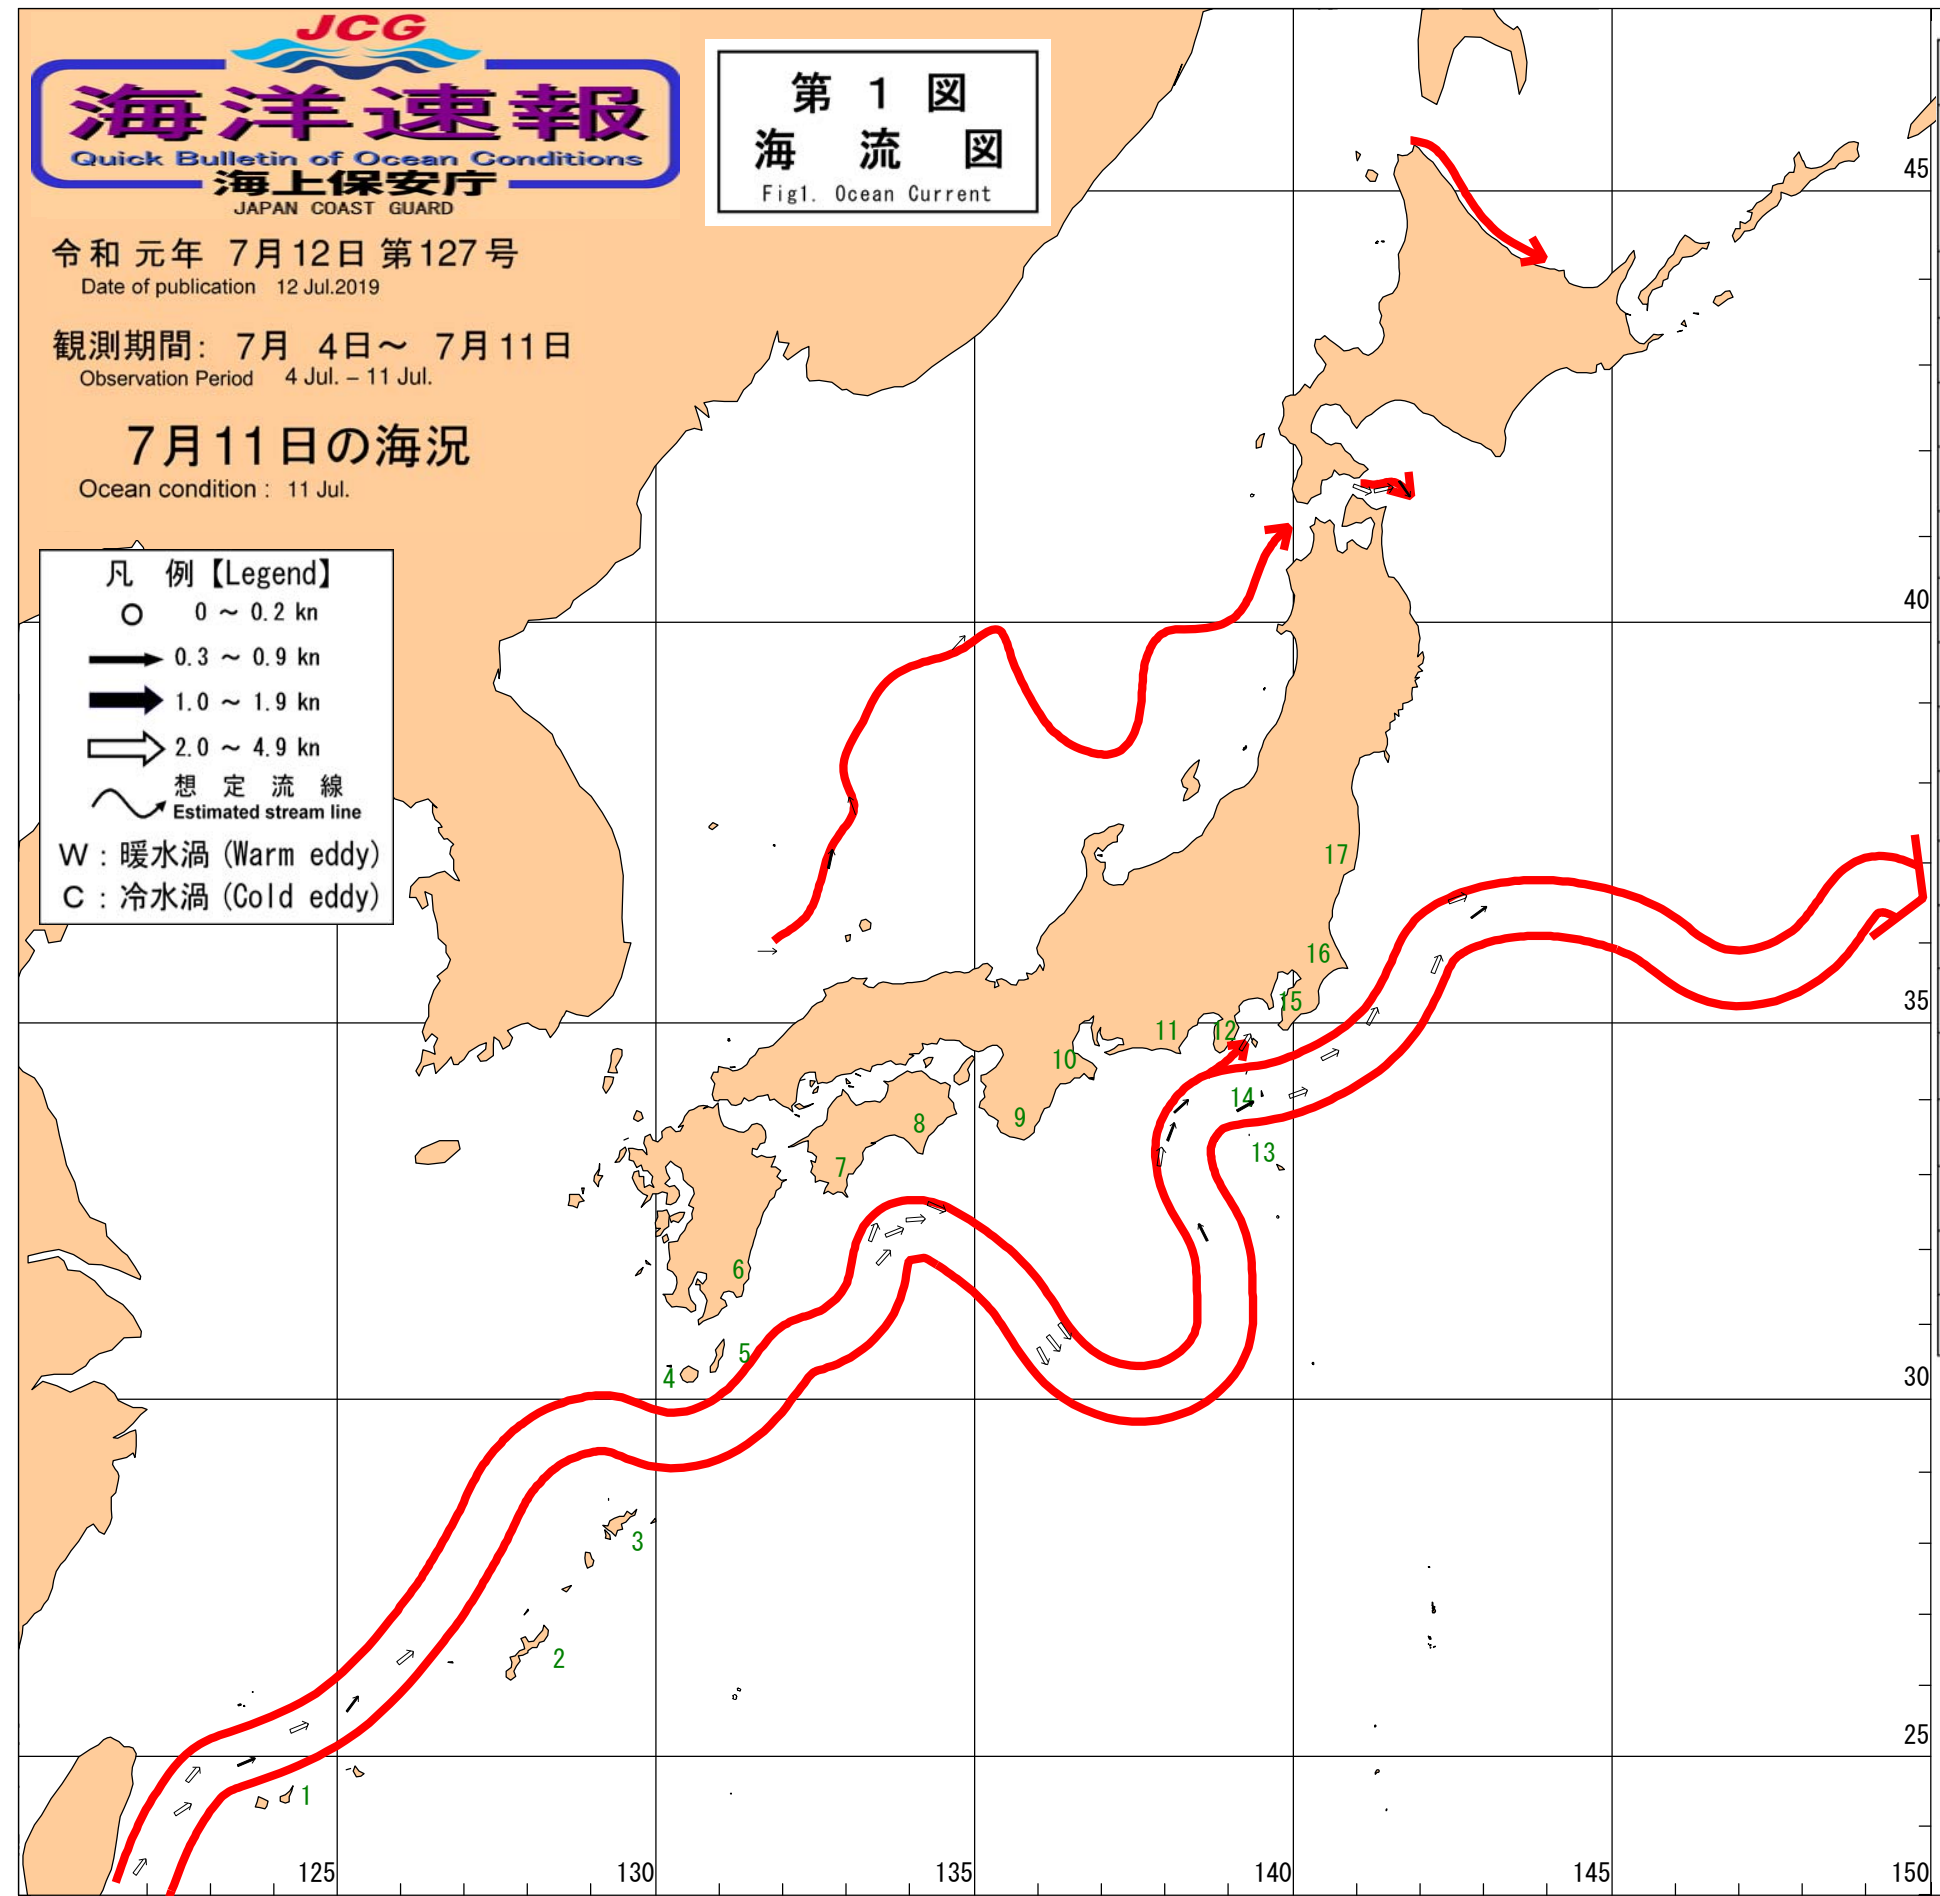 JCG
海洋速報
Quick Bulletin of Ocean Conditions
海上保安庁
JAPAN COAST GUARD
第 1 図
海 流 図
Fig1. Ocean Current
令和 元年 7月12日 第127号
Date of publication 12 Jul.2019
観測期間: 7月 4日～ 7月11日
Observation Period 4 Jul. – 11 Jul.
7月11日の海況
Ocean condition : 11 Jul.
凡 例【Legend】
0 ～ 0.2 kn
0.3 ～ 0.9 kn
1.0 ～ 1.9 kn
2.0 ～ 4.9 kn
想 定 流 線
Estimated stream line
W : 暖水渦 (Warm eddy)
C : 冷水渦 (Cold eddy)
45
40
17
16
35
15
12
11
10
14
9
8
13
7
6
5
4
30
3
2
25
1
125
130
135
140
145
150